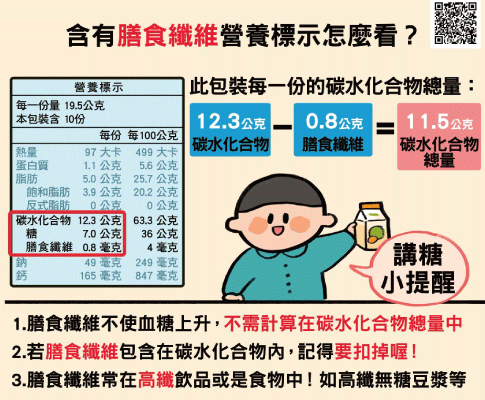 含有膳食纖維營養標示怎麼看？
營養標示
每一份量 19.5公克
本包裝含 10份
每份 每100公克
熱量 97 大卡 499 大卡
蛋白質 1.1 公克 5.6 公克
脂肪 5.0 公克 25.7 公克
飽和脂肪 3.9 公克 20.2 公克
反式脂肪 0 公克 0 公克
碳水化合物 12.3 公克 63.3 公克
糖 7.0 公克 36 公克
膳食纖維 0.8 毫克 4 毫克
鈉 49 毫克 249 毫克
鈣 165 毫克 847 毫克
此包裝每一份的碳水化合物總量：
12.3公克 － 0.8公克 ＝ 11.5公克
碳水化合物 膳食纖維 碳水化合物
總量
講糖
小提醒
1.膳食纖維不使血糖上升，不需計算在碳水化合物總量中
2.若膳食纖維包含在碳水化合物內，記得要扣掉喔！
3.膳食纖維常在高纖飲品或是食物中！如高纖無糖豆漿等